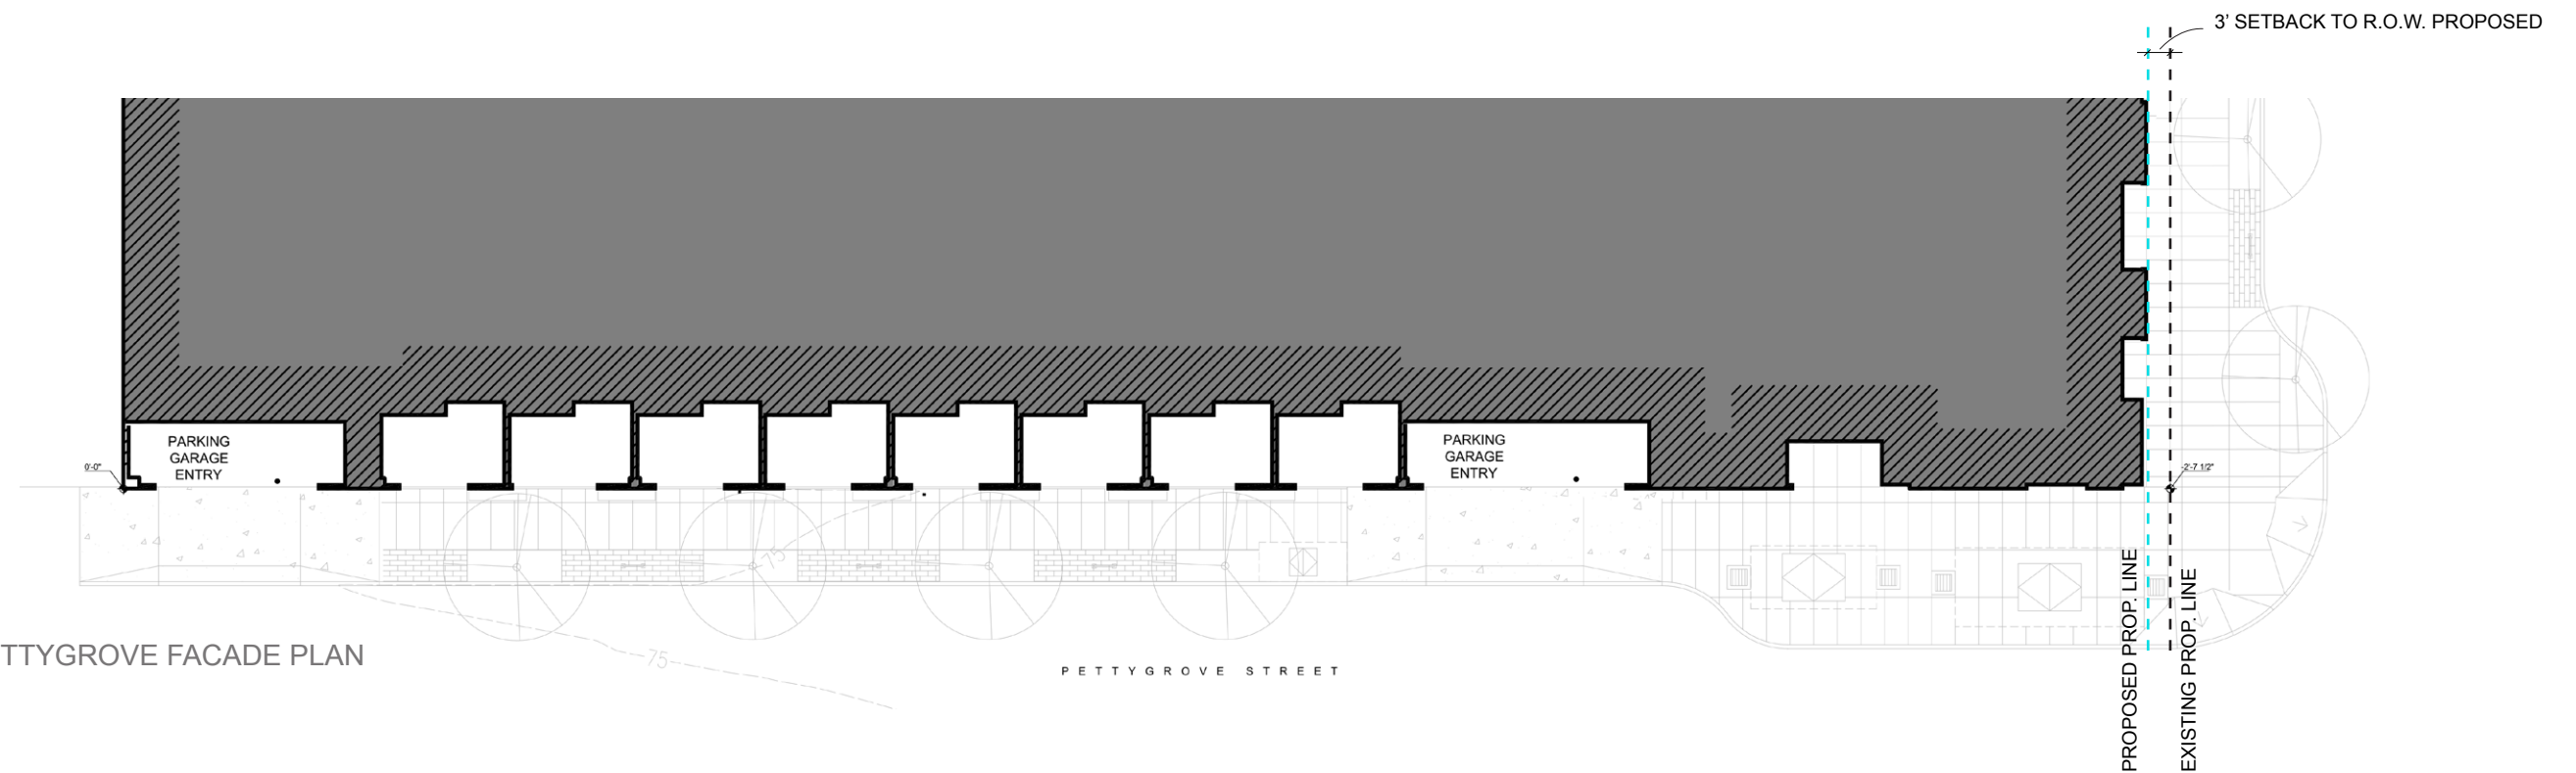 3' SETBACK TO R.O.W. PROPOSED
PARKING
GARAGE
ENTRY
PARKING
GARAGE
ENTRY
0'-0"
-2'-7 1/2"
75
75
TTYGROVE FACADE PLAN
PETTYGROVE STREET
PROPOSED PROP. LINE
EXISTING PROP. LINE